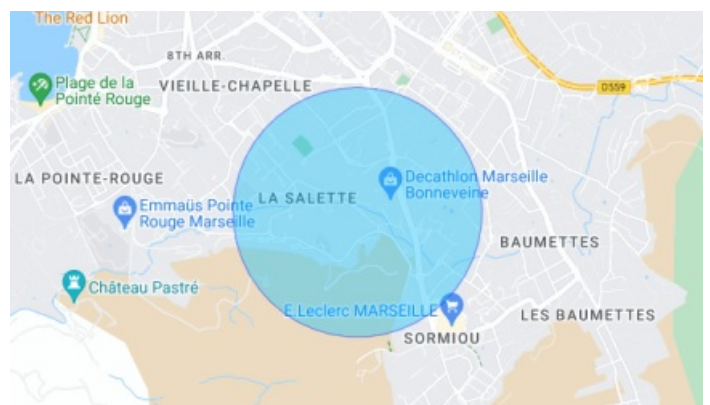 The Red Lion
8TH ARR.
Plage de la
Pointé Rouge
VIEILLE-CHAPELLE
D559
LA POINTE-ROUGE
Decathlon Marseille
Bonneveine
LA SALETTE
Emmaüs Pointe
Rouge Marseille
BAUMETTES
Château Pastré
E.Leclerc MARSEILLE
LES BAUMETTES
SORMIOU